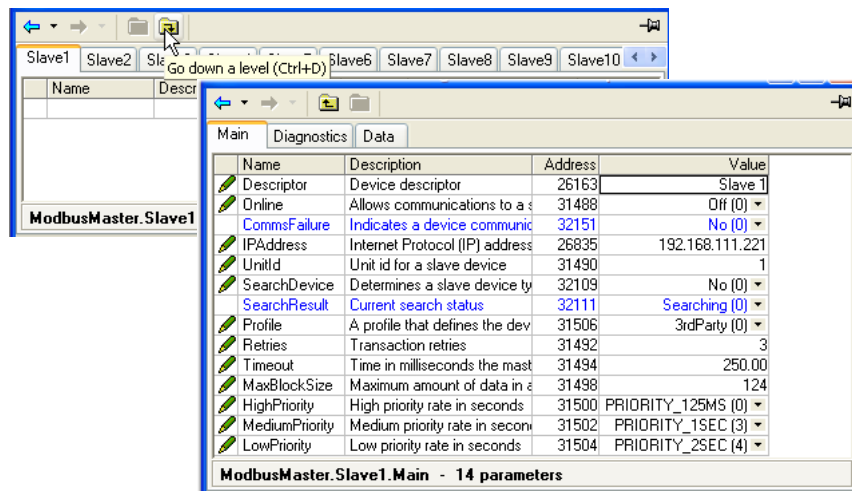 Slave1 Slave2 Slave6 Slave7 Slave8 Slave9 Slave10
Go down a level (Ctrl+D)
Name
ModbusMaster.Slave1
Main Diagnostics Data
Name Description Address Value
Descriptor Device descriptor 26163 Slave 1
Online Allows communications to a s 31488 Off (0)
CommsFailure Indicates a device communic 32151 No (0)
IPAddress Internet Protocol (IP) address 26835 192.168.111.221
UnitId Unit id for a slave device 31490 1
SearchDevice Determines a slave device ty 32109 No (0)
SearchResult Current search status 32111 Searching (0)
Profile A profile that defines the dev 31506 3rdParty (0)
Retries Transaction retries 31492 3
Timeout Time in milliseconds the mast 31494 250.00
MaxBlockSize Maximum amount of data in a 31498 124
HighPriority High priority rate in seconds 31500 PRIORITY_125MS (0)
MediumPriority Medium priority rate in secon 31502 PRIORITY_1SEC (3)
LowPriority Low priority rate in seconds 31504 PRIORITY_2SEC (4)
ModbusMaster.Slave1.Main - 14 parameters